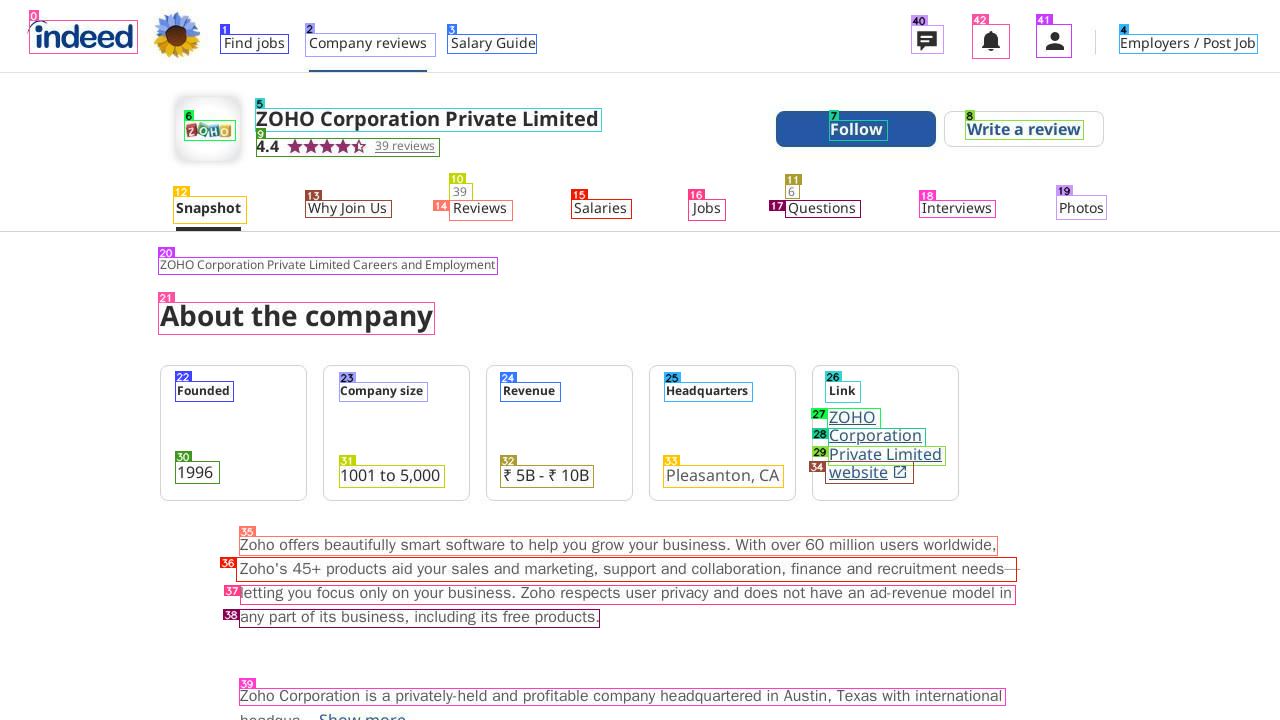 indeed
Find jobs
Company reviews
Salary Guide
Employers / Post Job
ZOHO
ZOHO Corporation Private Limited
4.4 39 reviews
Follow
Write a review
Snapshot
Why Join Us
39
Reviews
Salaries
Jobs
6
Questions
Interviews
Photos
ZOHO Corporation Private Limited Careers and Employment
About the company
Founded
1996
Company size
1001 to 5,000
Revenue
₹ 5B - ₹ 10B
Headquarters
Pleasanton, CA
Link
ZOHO
Corporation
Private Limited
website
Zoho offers beautifully smart software to help you grow your business. With over 60 million users worldwide,
Zoho's 45+ products aid your sales and marketing, support and collaboration, finance and recruitment needs—
letting you focus only on your business. Zoho respects user privacy and does not have an ad-revenue model in
any part of its business, including its free products.
Zoho Corporation is a privately-held and profitable company headquartered in Austin, Texas with international
headqua... Show more
0
1
2
3
40
42
41
4
5
6
7
8
9
10
11
12
13
14
15
16
17
18
19
20
21
22
23
24
25
26
27
28
29
30
31
32
33
34
35
36
37
38
39